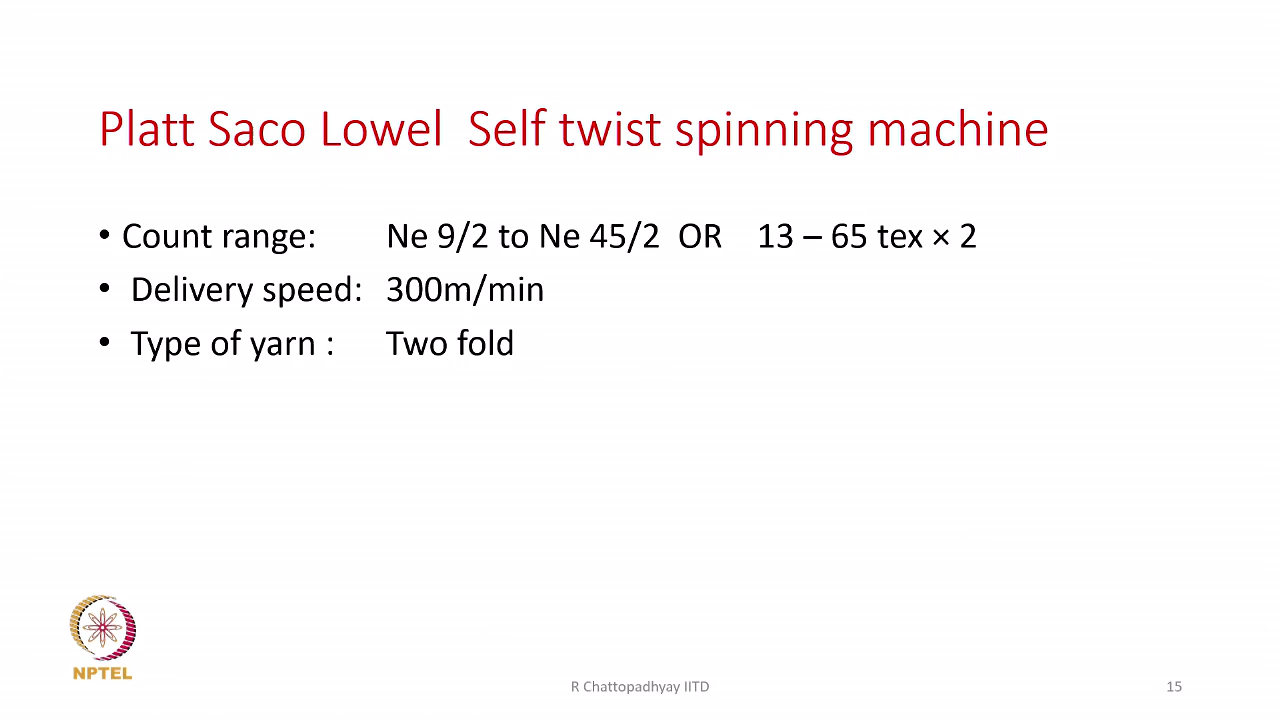 Platt Saco Lowel Self twist spinning machine
• Count range: Ne 9/2 to Ne 45/2 OR 13 – 65 tex × 2
• Delivery speed: 300m/min
• Type of yarn : Two fold
NPTEL
R Chattopadhyay IITD
15